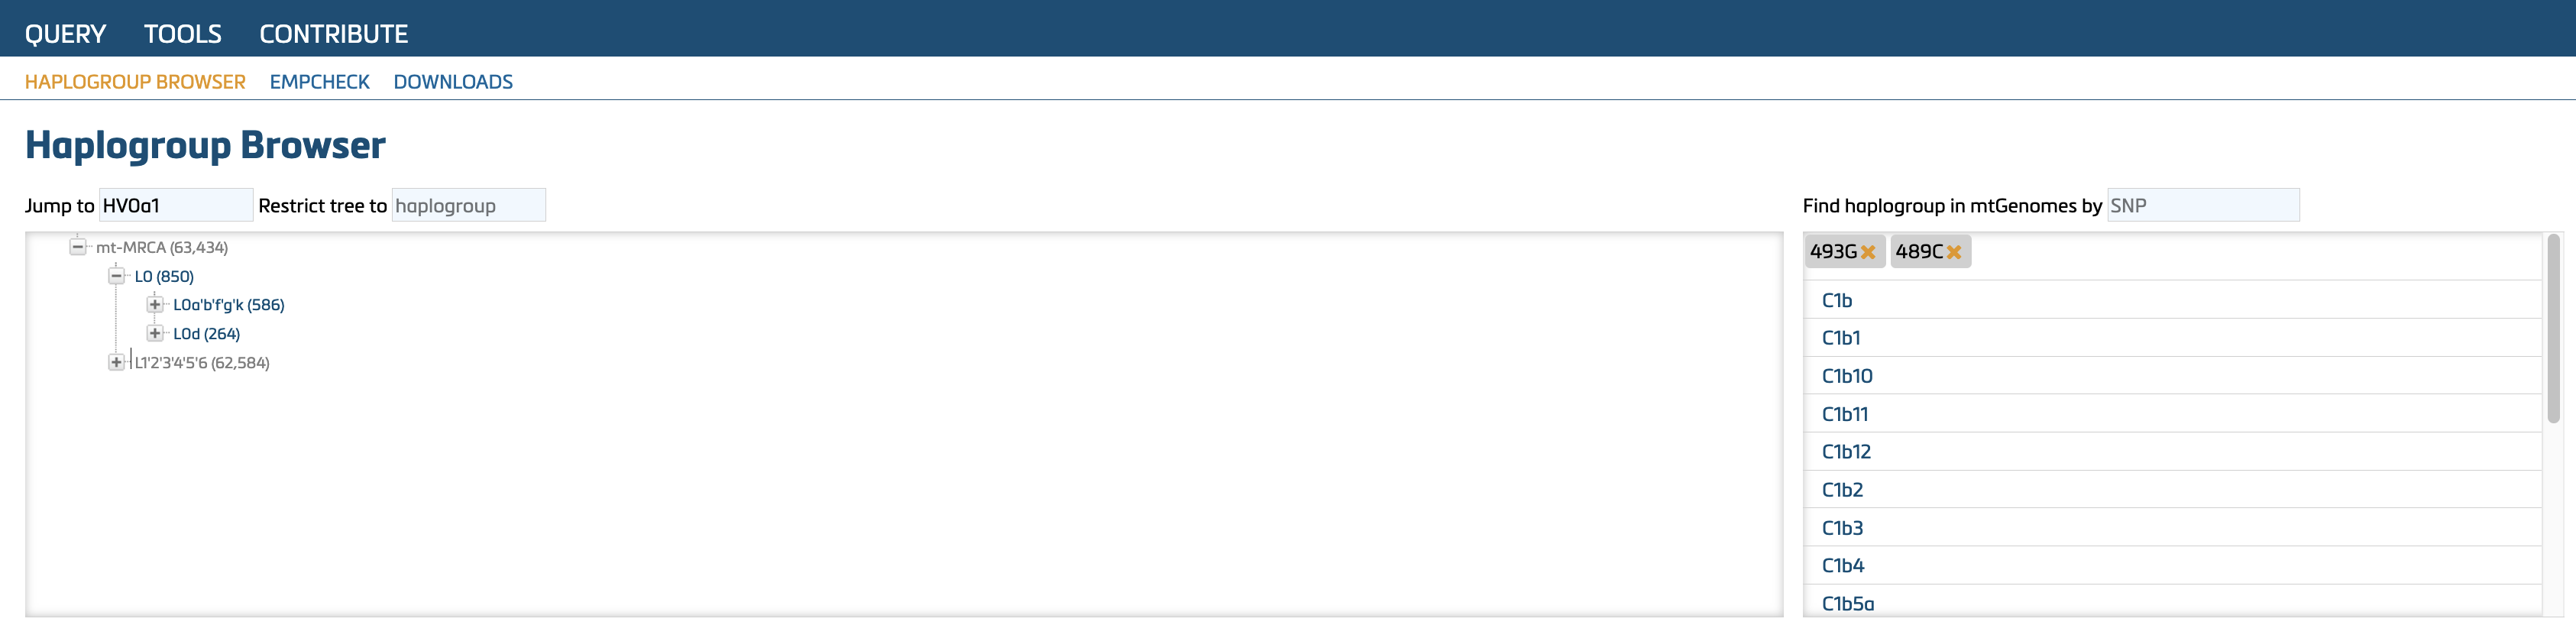 QUERY TOOLS CONTRIBUTE
HAPLOGROUP BROWSER EMPCHECK DOWNLOADS
Haplogroup Browser
Jump to HV0a1 Restrict tree to haplogroup
mt-MRCA (63,434)
L0 (850)
L0a'b'f'g'k (586)
L0d (264)
L1'2'3'4'5'6 (62,584)
Find haplogroup in mtGenomes by SNP
493G 489C
C1b
C1b1
C1b10
C1b11
C1b12
C1b2
C1b3
C1b4
C1b5a